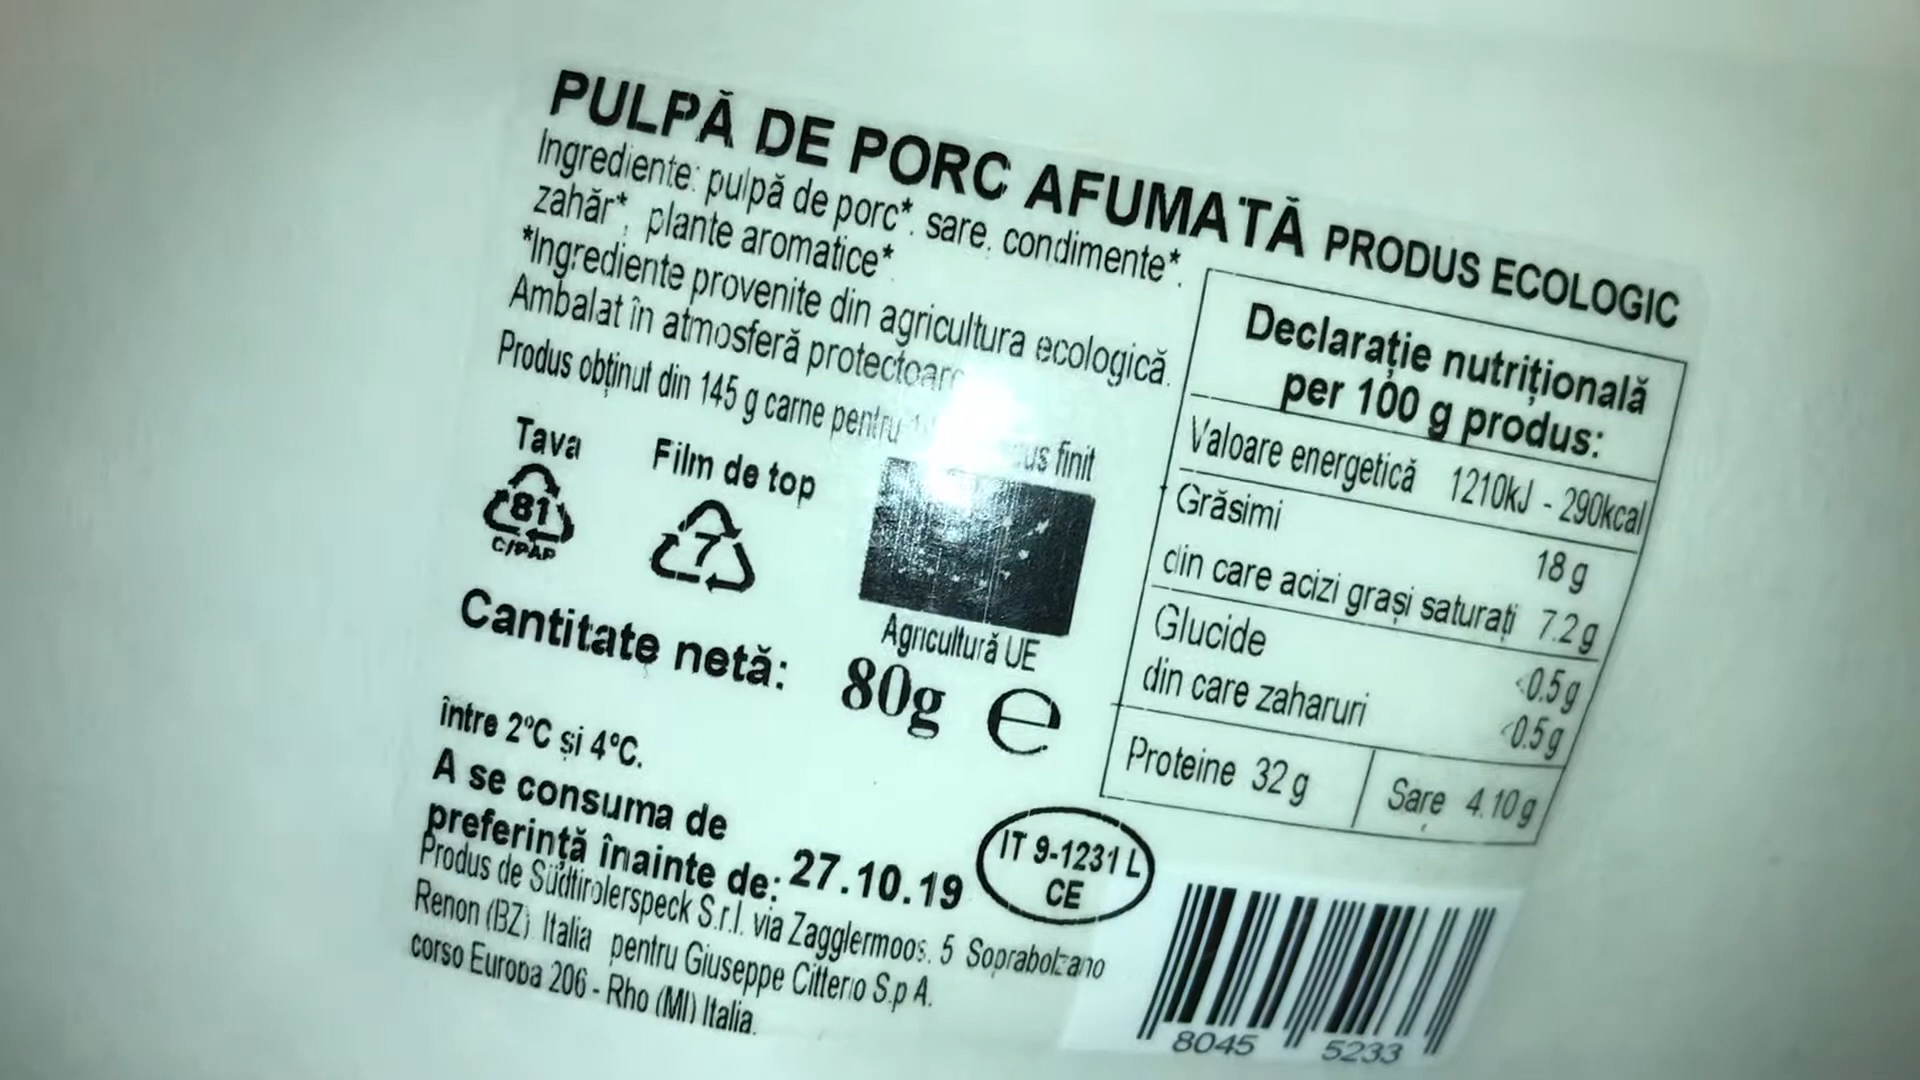 PULPĂ DE PORC AFUMATĂ PRODUS ECOLOGIC
Ingrediente: pulpă de porc*, sare, condimente*,
zahăr*, plante aromatice*
*Ingrediente provenite din agricultura ecologică.
Ambalat în atmosferă protectoare
Produs obținut din 145 g carne pentru finit
Tava
81
C/PAP
Film de top
7
Agricultură UE
Cantitate netă: 80g e
între 2°C și 4°C.
A se consuma de
preferință înainte de: 27.10.19
IT 9-1231 L
CE
Produs de Südtirolerspeck S.r.l. via Zagglermoos, 5 Soprabolzano
Renon (BZ) Italia pentru Giuseppe Citterio S.p.A.
corso Europa 206 - Rho (MI) Italia.
Declarație nutrițională
per 100 g produs:
Valoare energetică 1210kJ - 290kcal
Grăsimi 18 g
din care acizi grași saturați 7.2 g
Glucide <0.5 g
din care zaharuri <0.5 g
Proteine 32 g
Sare 4.10 g
8045 5233